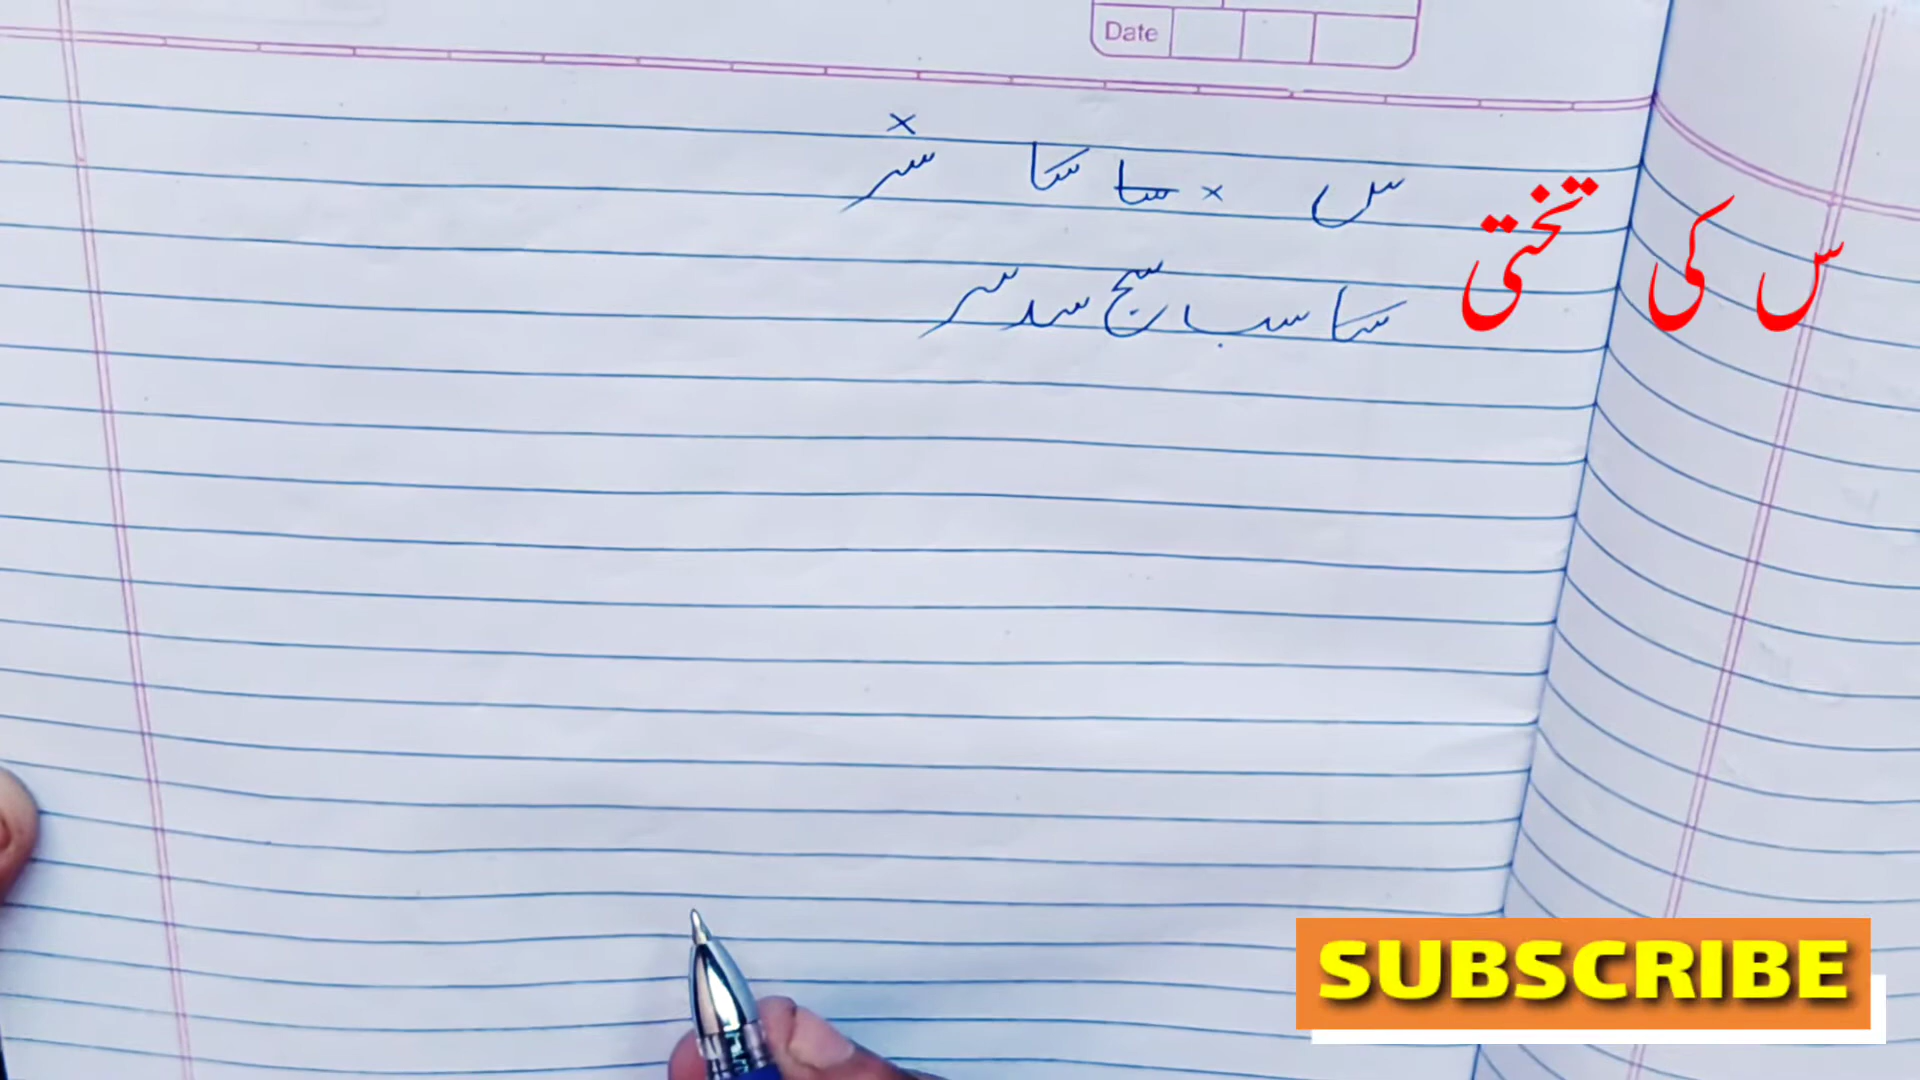 Date
س × سا سا سر ×
س کی تختی
سا سب سج سد سر
SUBSCRIBE